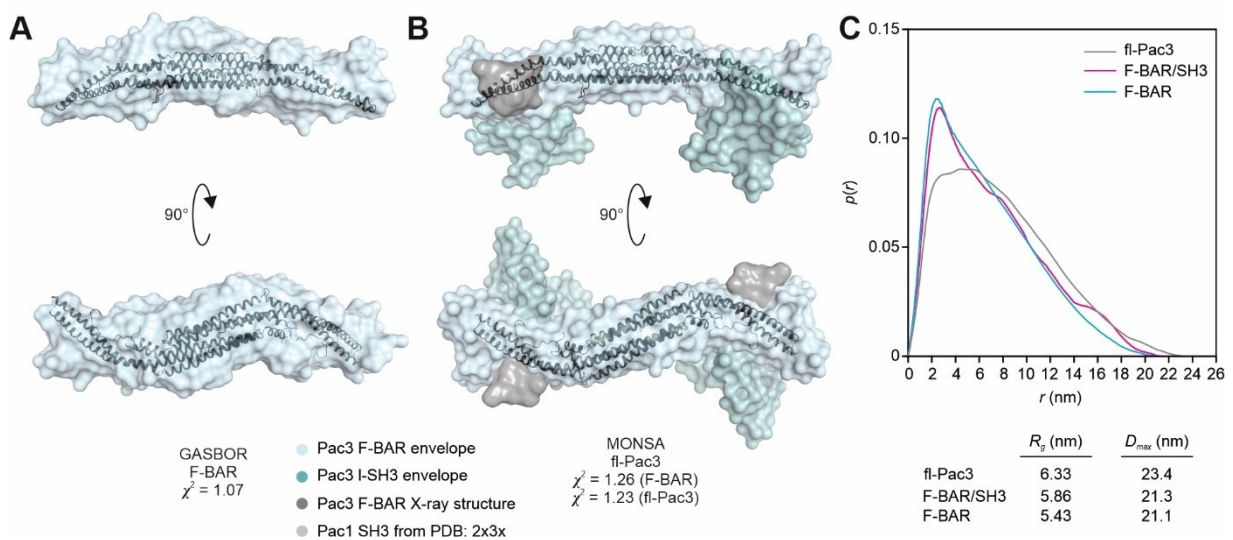 A
B
C
90°
90°
GASBOR
F-BAR
χ² = 1.07
Pac3 F-BAR envelope
Pac3 I-SH3 envelope
Pac3 F-BAR X-ray structure
Pac1 SH3 from PDB: 2x3x
MONSA
fl-Pac3
χ² = 1.26 (F-BAR)
χ² = 1.23 (fl-Pac3)
0.15
0.10
0.05
0
p(r)
fl-Pac3
F-BAR/SH3
F-BAR
0 2 4 6 8 10 12 14 16 18 20 22 24 26
r (nm)
Rg (nm) Dmax (nm)
fl-Pac3 6.33 23.4
F-BAR/SH3 5.86 21.3
F-BAR 5.43 21.1